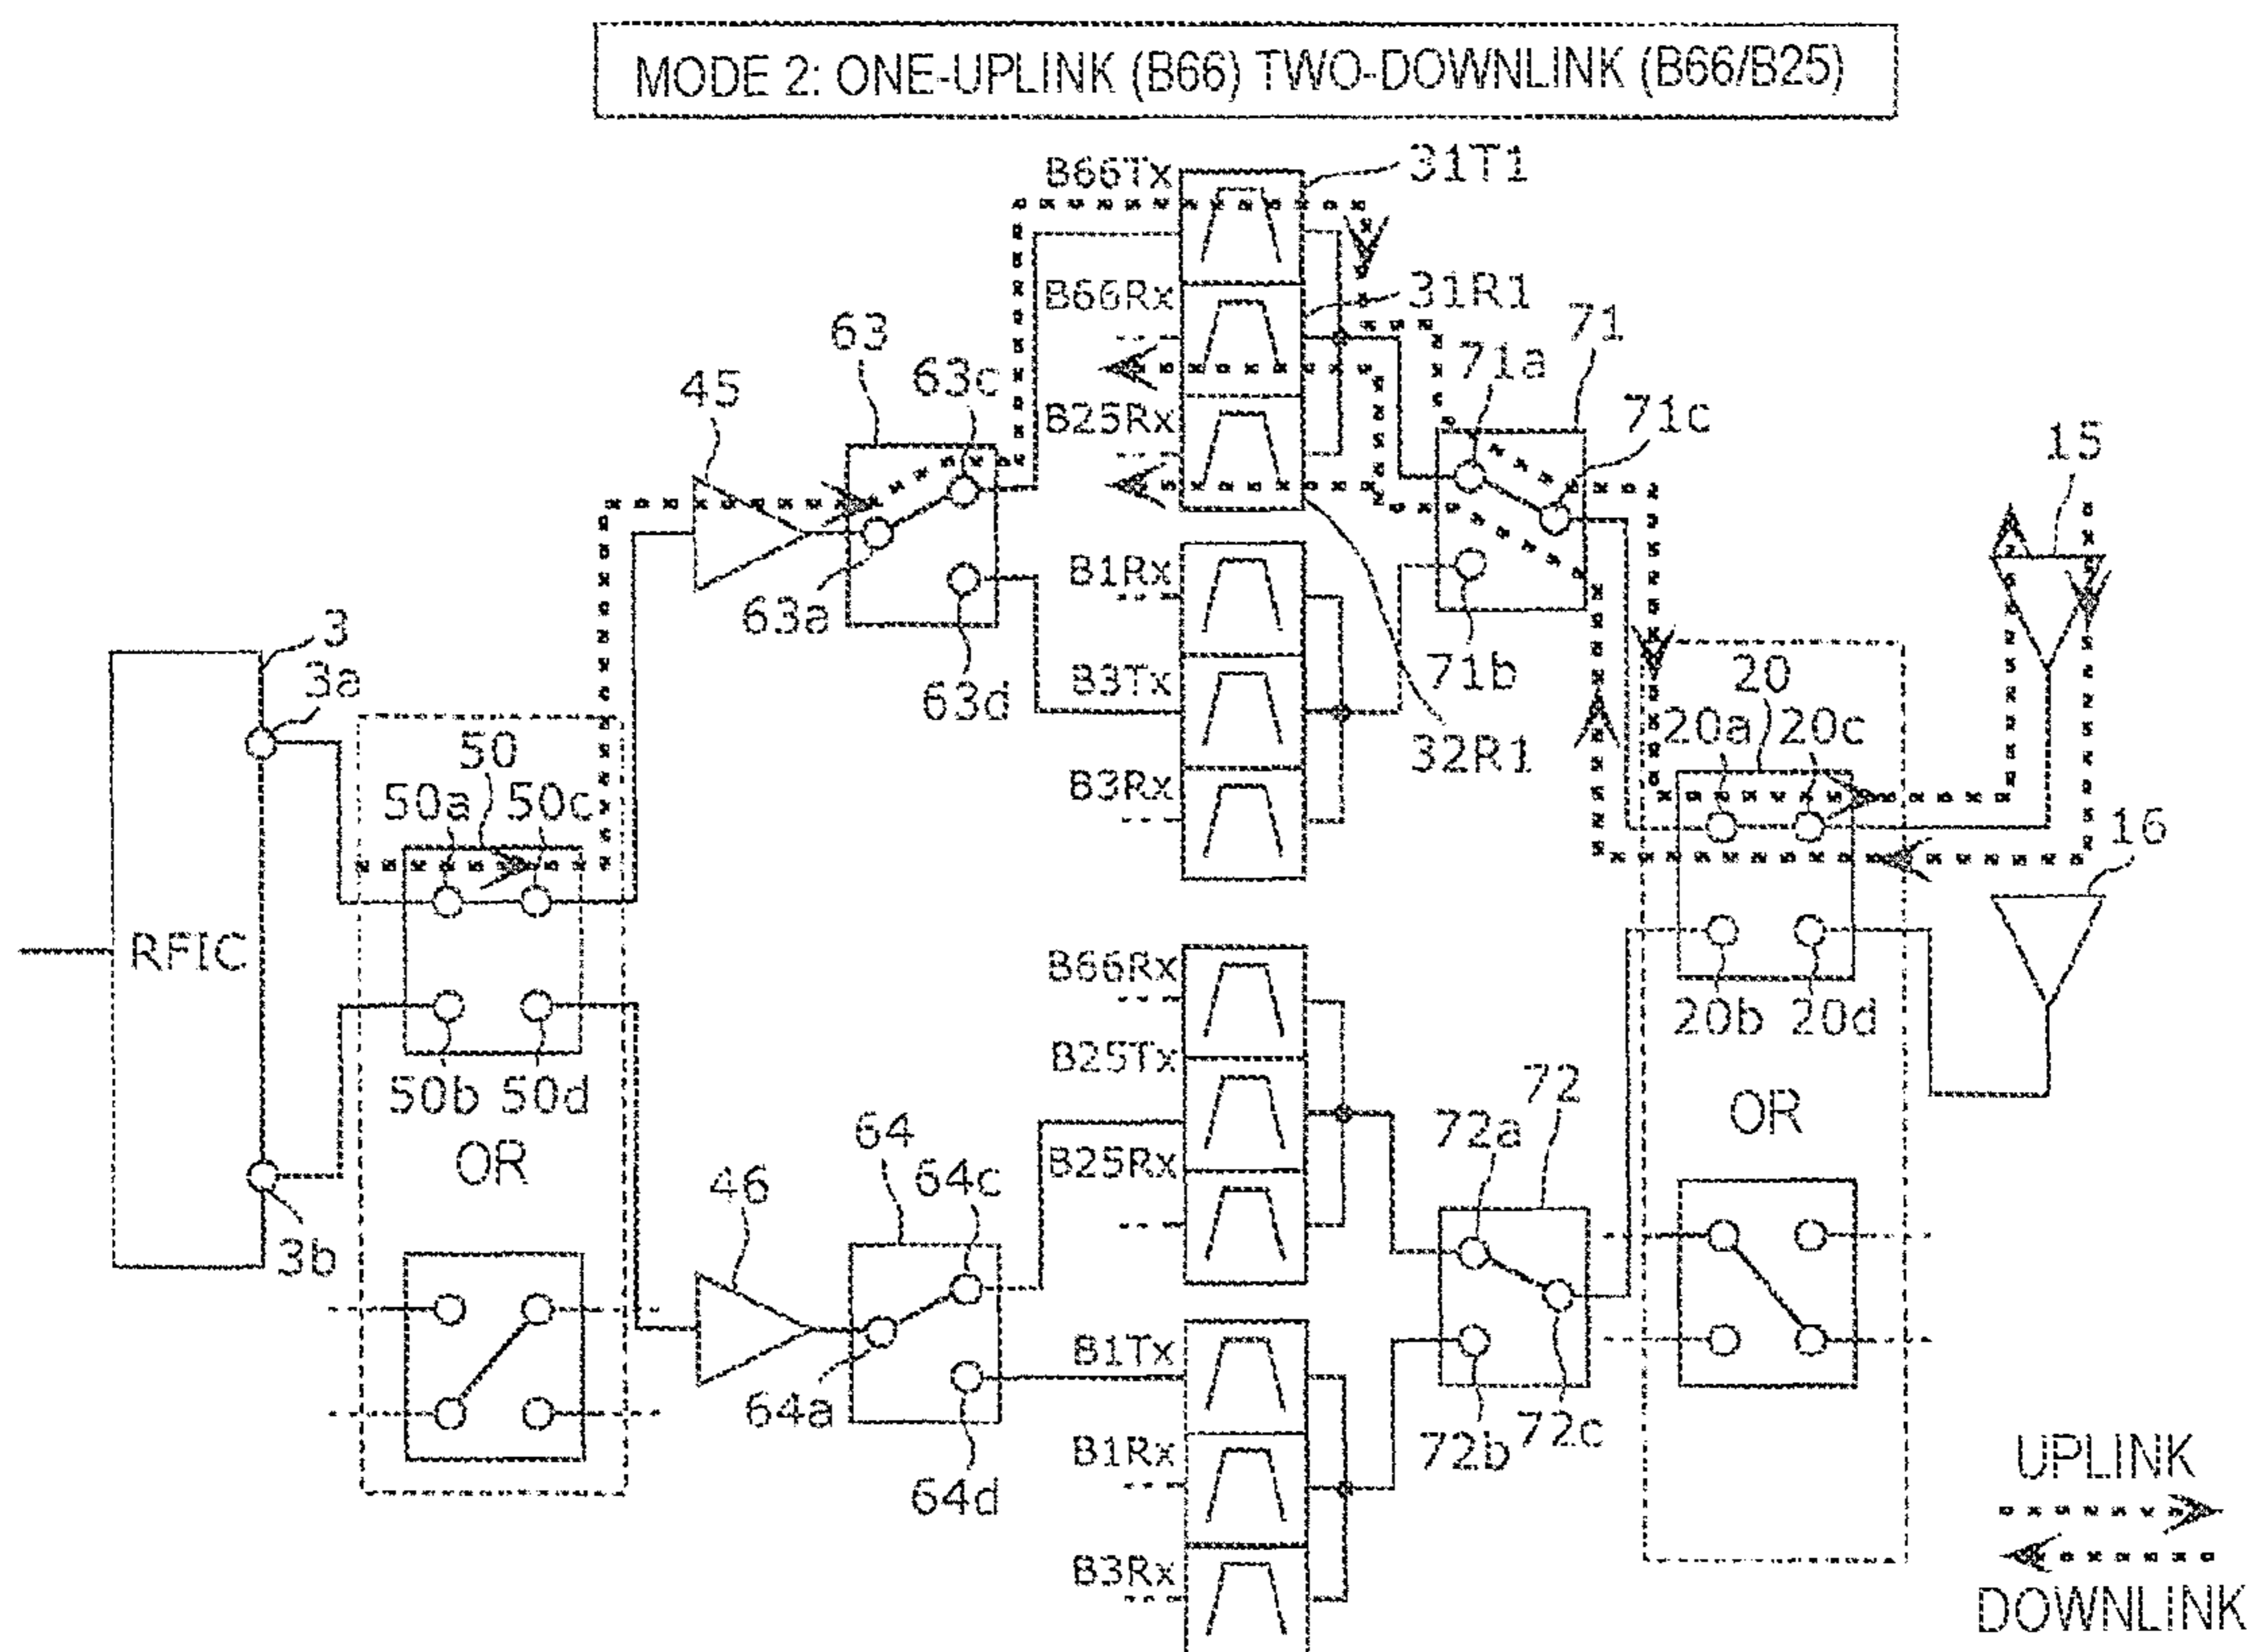 MODE 2: ONE-UPLINK (B66) TWO-DOWNLINK (B66/B25)
B66Tx
31T1
B66Rx
31R1
63
71
71a
45
63c
B25Rx
71c
15
B1Rx
63a
3
3a
63d
B3Tx
71b
20
50
32R1
20a
20c
50a
50c
B3Rx
16
RFIC
B66Rx
20b
20d
B25Tx
50b
50d
72
OR
64
72a
OR
46
64c
B25Rx
3b
B1Tx
64a
72b
72c
B1Rx
64d
UPLINK
B3Rx
DOWNLINK